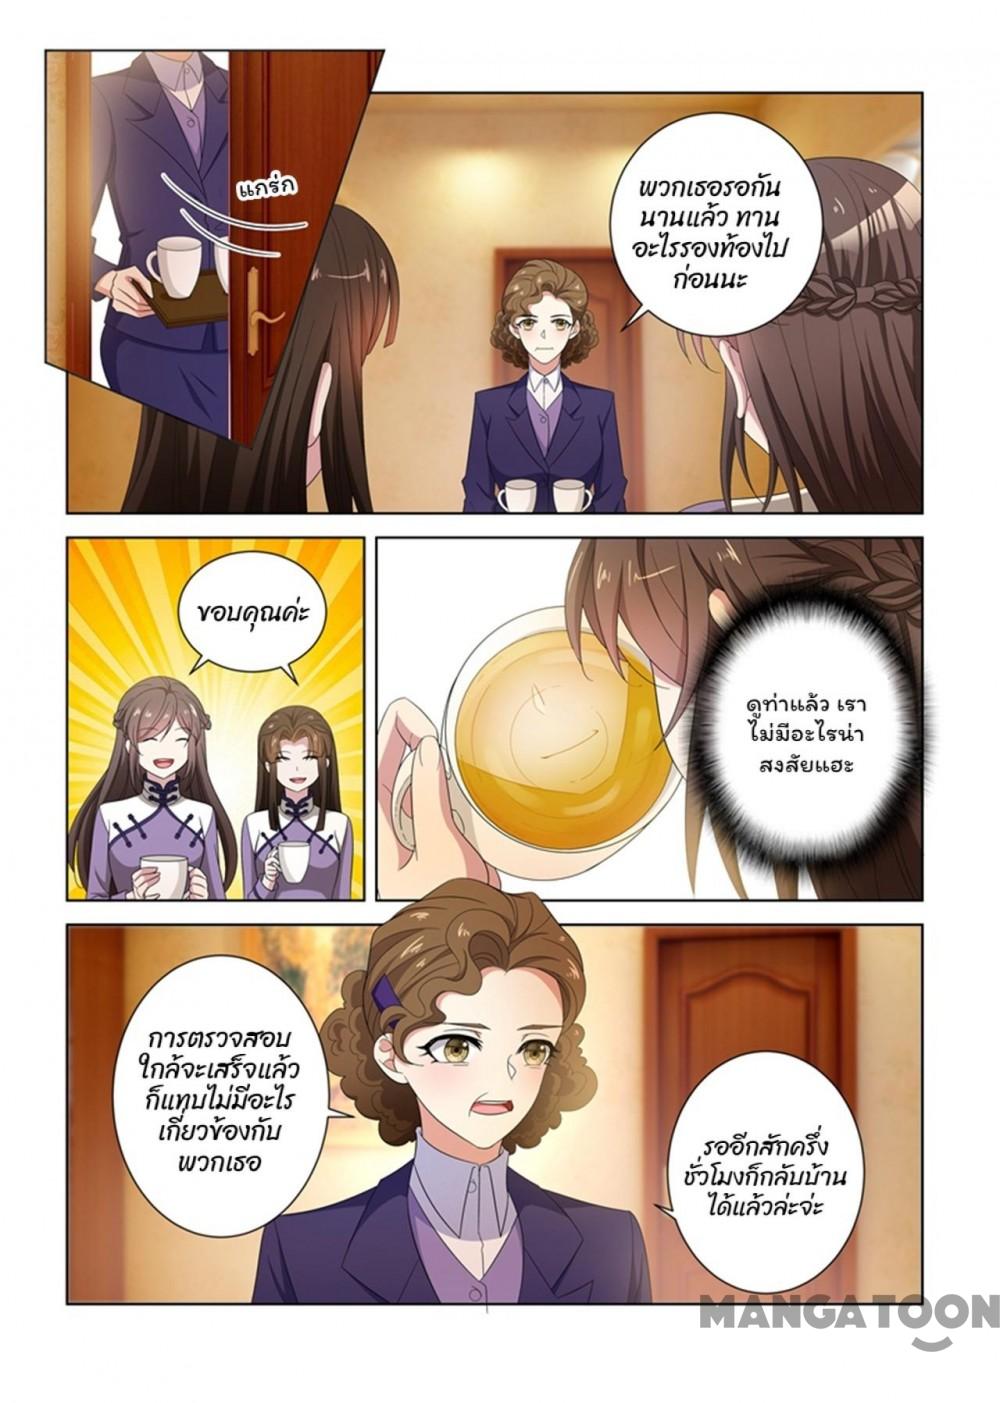 แกร่ก
พวกเธอรอกัน
นานแล้ว ทาน
อะไรรองท้องไป
ก่อนนะ
ขอบคุณค่ะ
ดูท่าแล้ว เรา
ไม่มีอะไรน่า
สงสัยแฮะ
การตรวจสอบ
ใกล้จะเสร็จแล้ว
ก็แทบไม่มีอะไร
เกี่ยวข้องกับ
พวกเธอ
รออีกสักครึ่ง
ชั่วโมงก็กลับบ้าน
ได้แล้วล่ะจ่ะ
MANGATOON